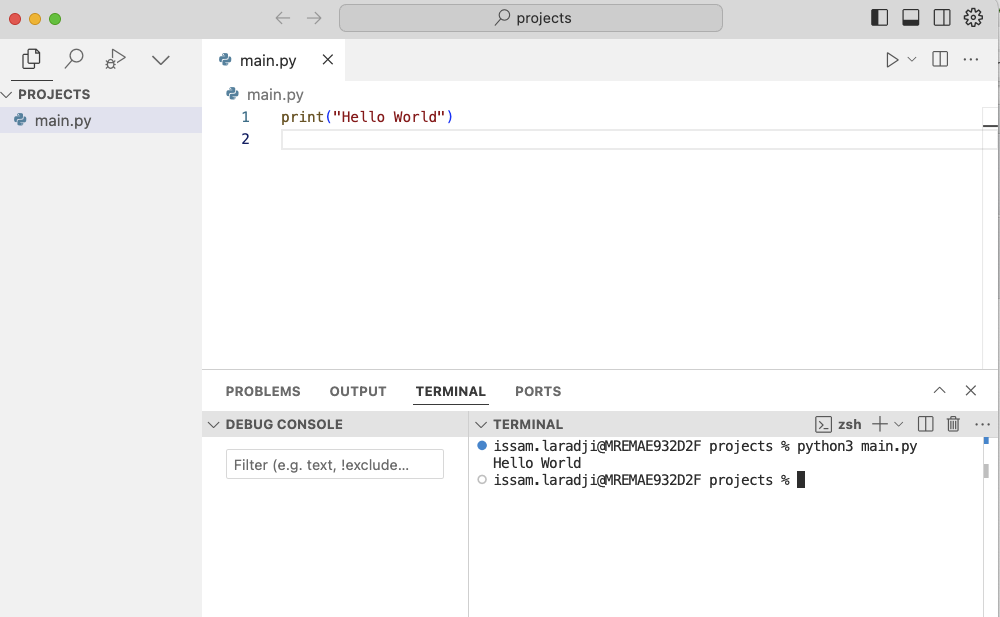 projects
main.py
PROJECTS
main.py
main.py
1 print("Hello World")
2
PROBLEMS OUTPUT TERMINAL PORTS
DEBUG CONSOLE
Filter (e.g. text, !exclude...
TERMINAL zsh
issam.laradji@MREMAE932D2F projects % python3 main.py
Hello World
issam.laradji@MREMAE932D2F projects %